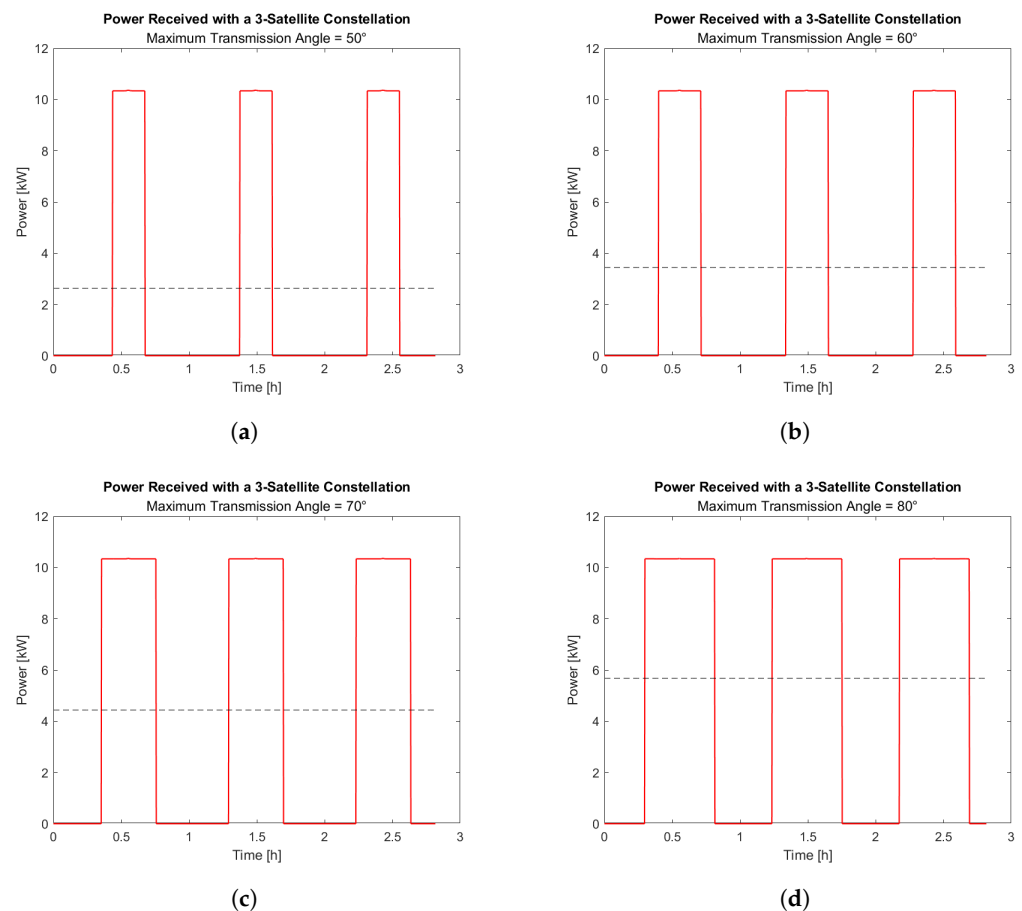 Power Received with a 3-Satellite Constellation
Maximum Transmission Angle = 50°
12
10
8
6
4
2
0
Power [kW]
0 0.5 1 1.5 2 2.5 3
Time [h]
(a)
Power Received with a 3-Satellite Constellation
Maximum Transmission Angle = 60°
12
10
8
6
4
2
0
Power [kW]
0 0.5 1 1.5 2 2.5 3
Time [h]
(b)
Power Received with a 3-Satellite Constellation
Maximum Transmission Angle = 70°
12
10
8
6
4
2
0
Power [kW]
0 0.5 1 1.5 2 2.5 3
Time [h]
(c)
Power Received with a 3-Satellite Constellation
Maximum Transmission Angle = 80°
12
10
8
6
4
2
0
Power [kW]
0 0.5 1 1.5 2 2.5 3
Time [h]
(d)